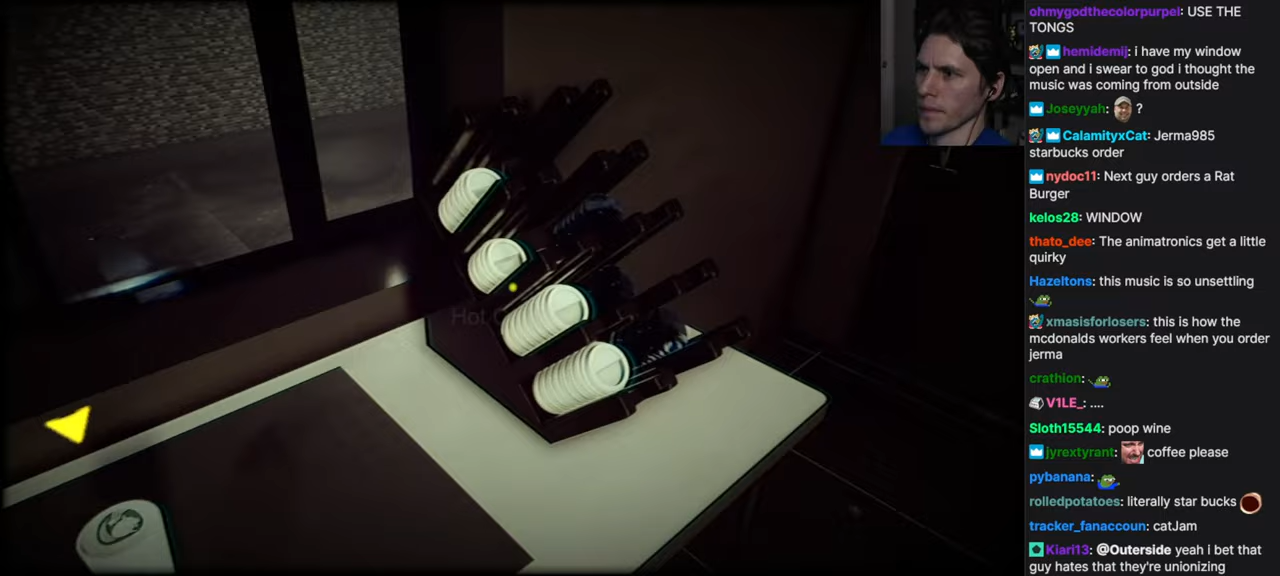 ohmygodthecolorpurpel: USE THE
TONGS
hemidemij: i have my window
open and i swear to god i thought the
music was coming from outside
Joseyyah: ?
CalamityxCat: Jerma985
starbucks order
nydoc11: Next guy orders a Rat
Burger
kelos28: WINDOW
thato_dee: The animatronics get a little
quirky
Hazeltons: this music is so unsettling
xmasisforlosers: this is how the
mcdonalds workers feel when you order
jerma
crathion:
V1LE_: ....
Sloth15544: poop wine
jyrextyrant: coffee please
pybanana:
rolledpotatoes: literally star bucks
tracker_fanaccoun: catJam
Kiari13: @Outerside yeah i bet that
guy hates that they're unionizing
Hot